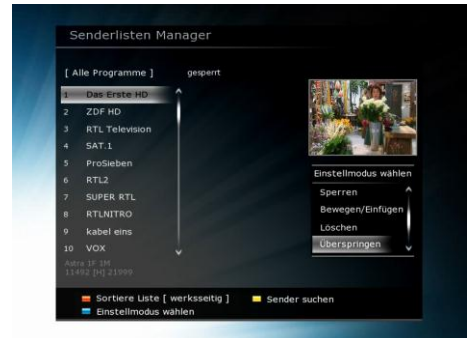 Senderlisten Manager
[ Alle Programme ] gesperrt
1 Das Erste HD
2 ZDF HD
3 RTL Television
4 SAT.1
5 ProSieben
6 RTL2
7 SUPER RTL
8 RTLNITRO
9 kabel eins
10 VOX
Astra 1F 1M
11492 [H] 21999
Einstellmodus wählen
Sperren
Bewegen/Einfügen
Löschen
Überspringen
Sortiere Liste [ werksseitig ] Sender suchen
Einstellmodus wählen